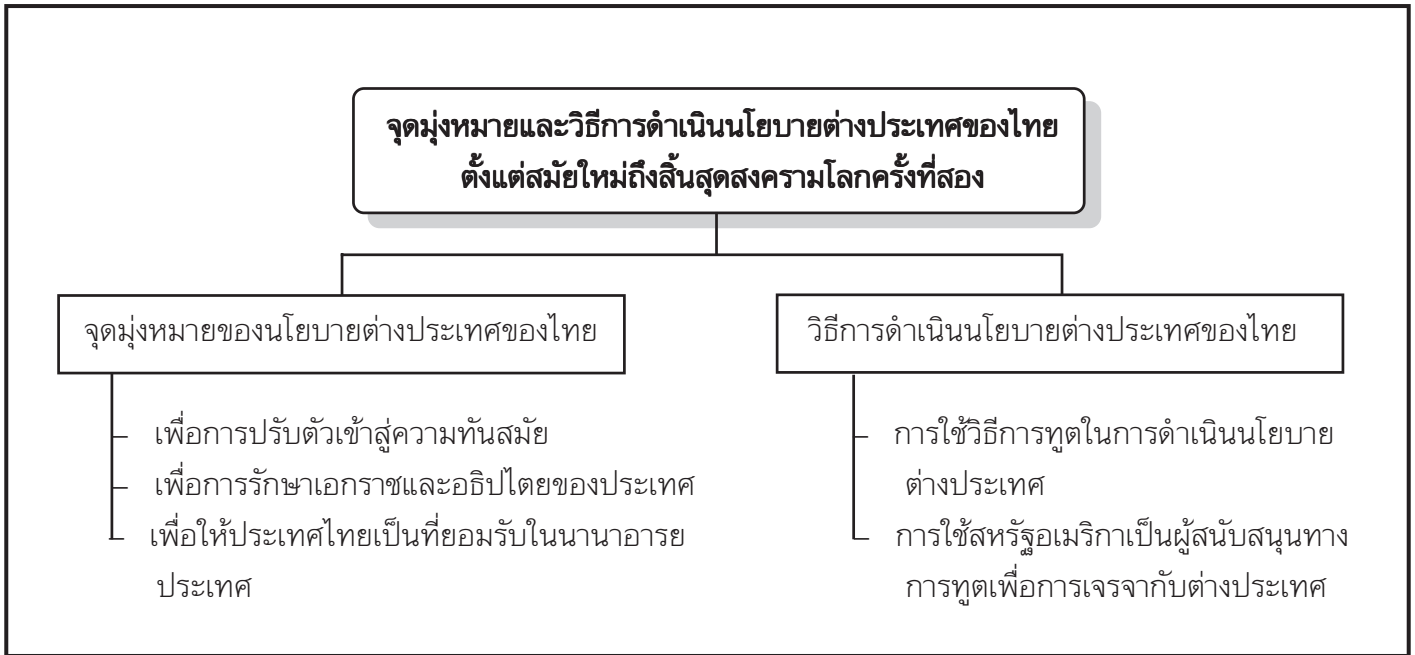 จุดมุ่งหมายและวิธีการดำเนินนโยบายต่างประเทศของไทย
ตั้งแต่สมัยใหม่ถึงสิ้นสุดสงครามโลกครั้งที่สอง
จุดมุ่งหมายของนโยบายต่างประเทศของไทย
– เพื่อการปรับตัวเข้าสู่ความทันสมัย
– เพื่อการรักษาเอกราชและอธิปไตยของประเทศ
– เพื่อให้ประเทศไทยเป็นที่ยอมรับในนานาอารย
ประเทศ
วิธีการดำเนินนโยบายต่างประเทศของไทย
– การใช้วิธีการทูตในการดำเนินนโยบาย
ต่างประเทศ
– การใช้สหรัฐอเมริกาเป็นผู้สนับสนุนทาง
การทูตเพื่อการเจรจากับต่างประเทศ